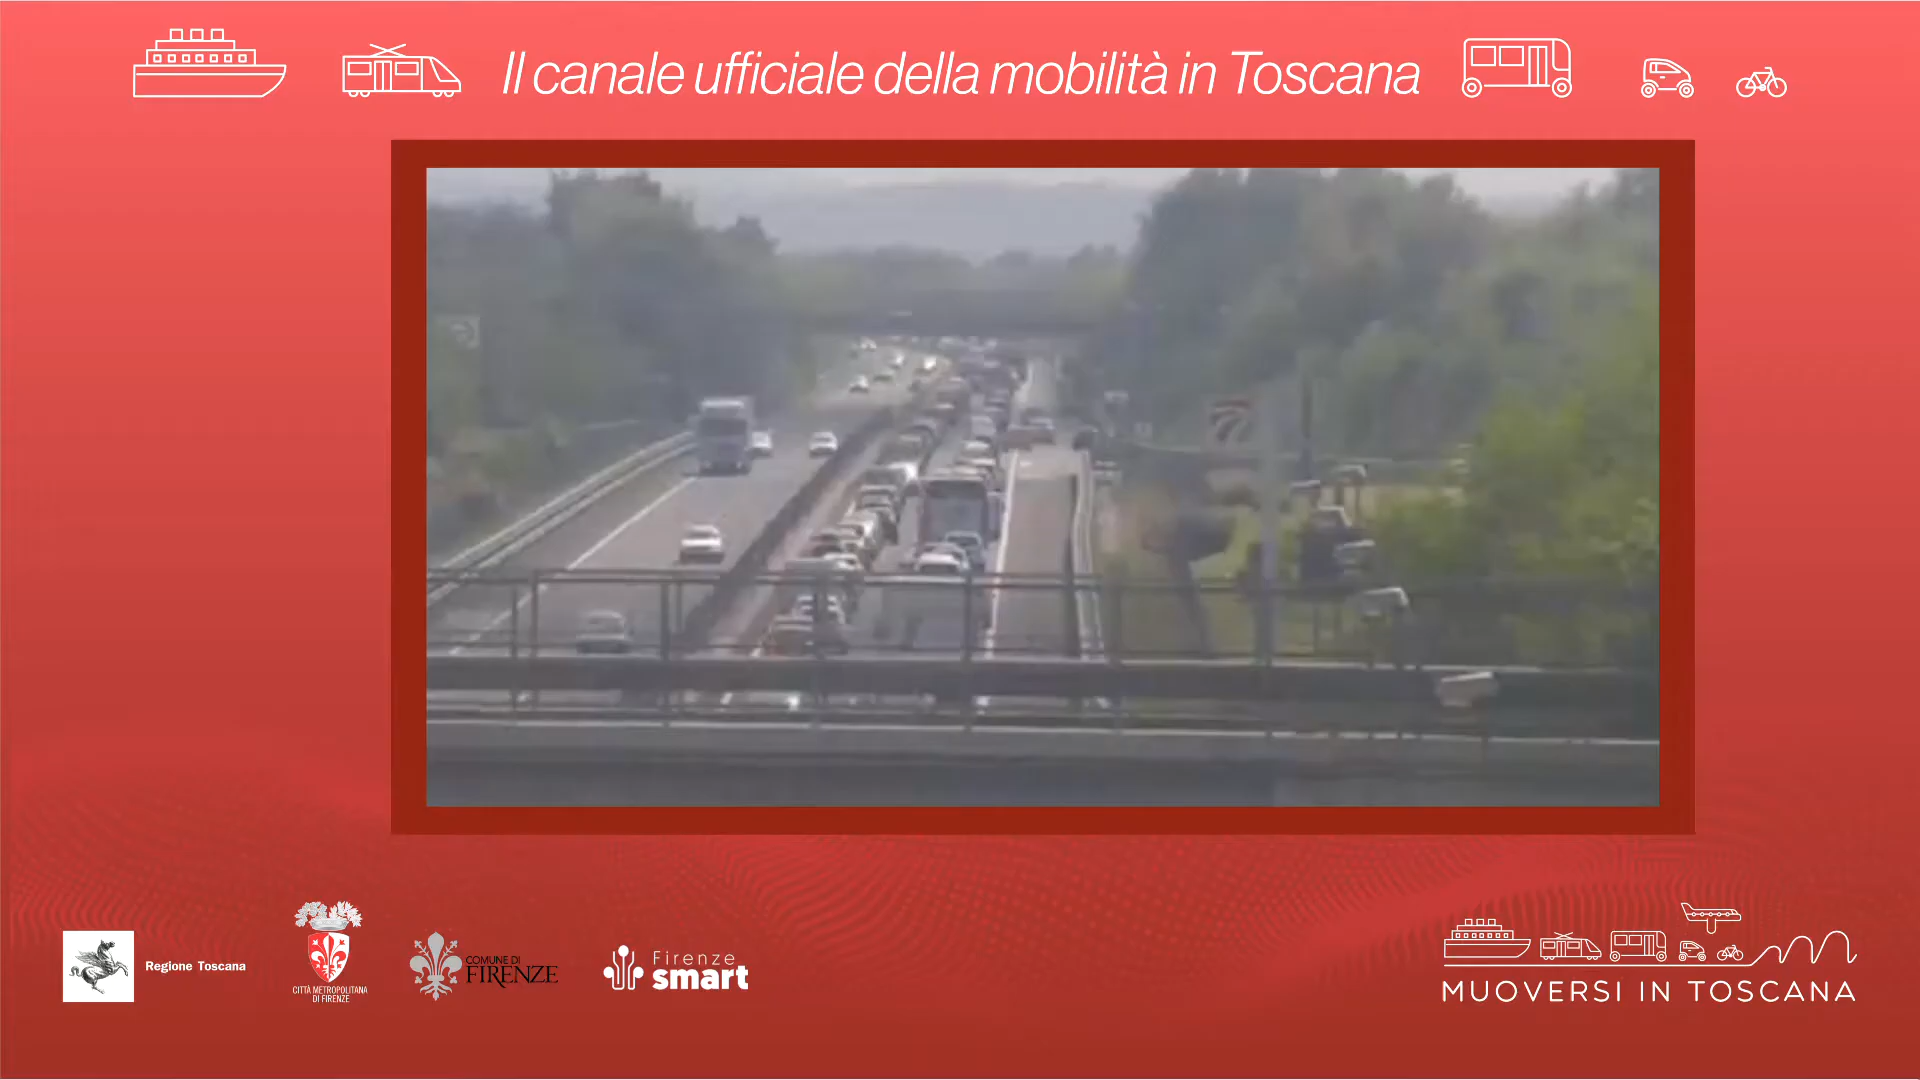 Il canale ufficiale della mobilità in Toscana
Regione Toscana
CITTÀ METROPOLITANA
DI FIRENZE
COMUNE DI
FIRENZE
Firenze
smart
MUOVERSI IN TOSCANA